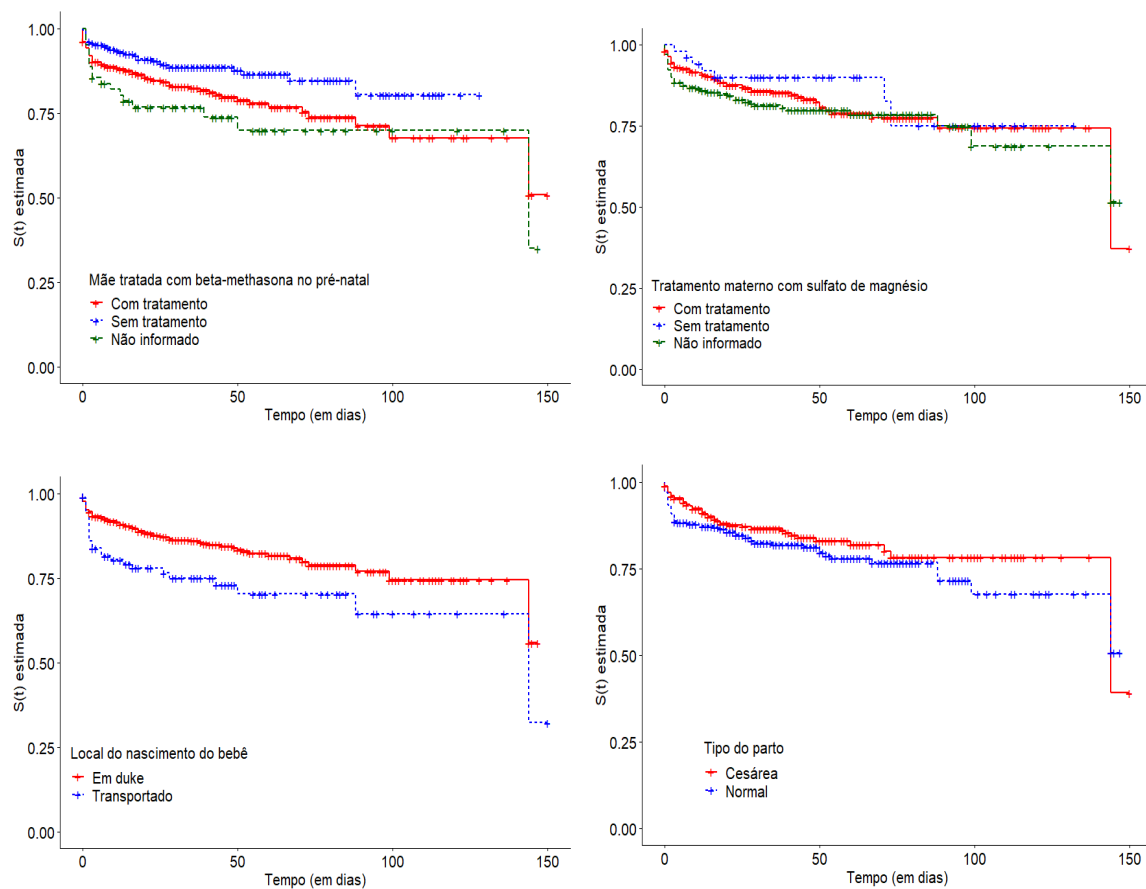 1.00
0.75
0.50
0.25
0.00
S(t) estimada
Mãe tratada com beta-methasona no pré-natal
Com tratamento
Sem tratamento
Não informado
0 50 100 150
Tempo (em dias)
1.00
0.75
0.50
0.25
0.00
S(t) estimada
Tratamento materno com sulfato de magnésio
Com tratamento
Sem tratamento
Não informado
0 50 100 150
Tempo (em dias)
1.00
0.75
0.50
0.25
0.00
S(t) estimada
Local do nascimento do bebê
Em duke
Transportado
0 50 100 150
Tempo (em dias)
1.00
0.75
0.50
0.25
0.00
S(t) estimada
Tipo do parto
Cesárea
Normal
0 50 100 150
Tempo (em dias)